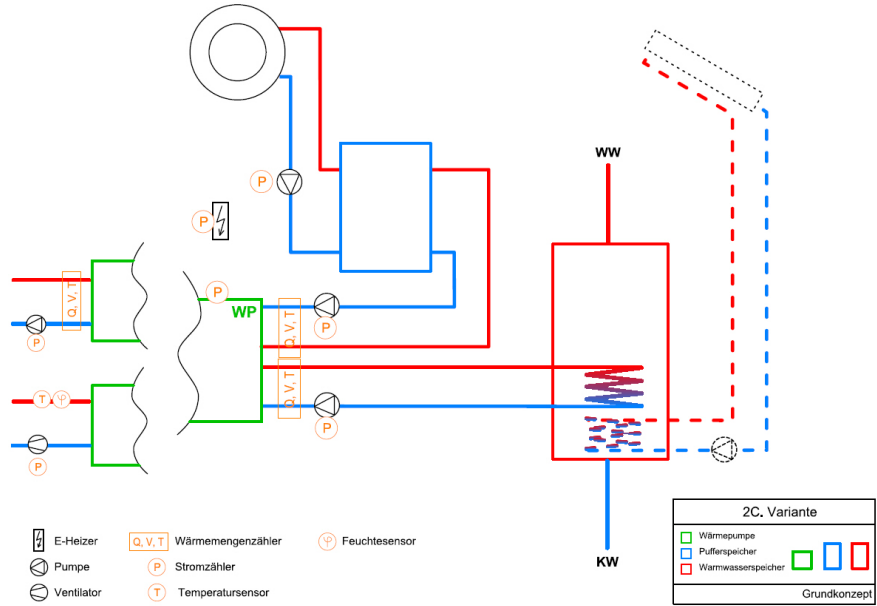 P
WW
P
P
Q, V, T
WP
Q, V, T
P
P
Q, V, T
T φ
P
P
KW
E-Heizer
Q, V, T Wärmemengenzähler
φ Feuchtesensor
Pumpe
P Stromzähler
Ventilator
T Temperatursensor
2C. Variante
Wärmepumpe
Pufferspeicher
Warmwasserspeicher
Grundkonzept